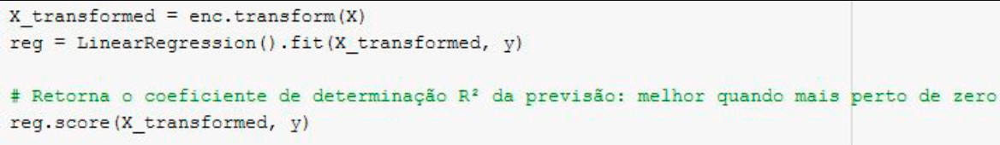 X_transformed = enc.transform(X)
reg = LinearRegression().fit(X_transformed, y)
# Retorna o coeficiente de determinação R² da previsão: melhor quando mais perto de zero
reg.score(X_transformed, y)